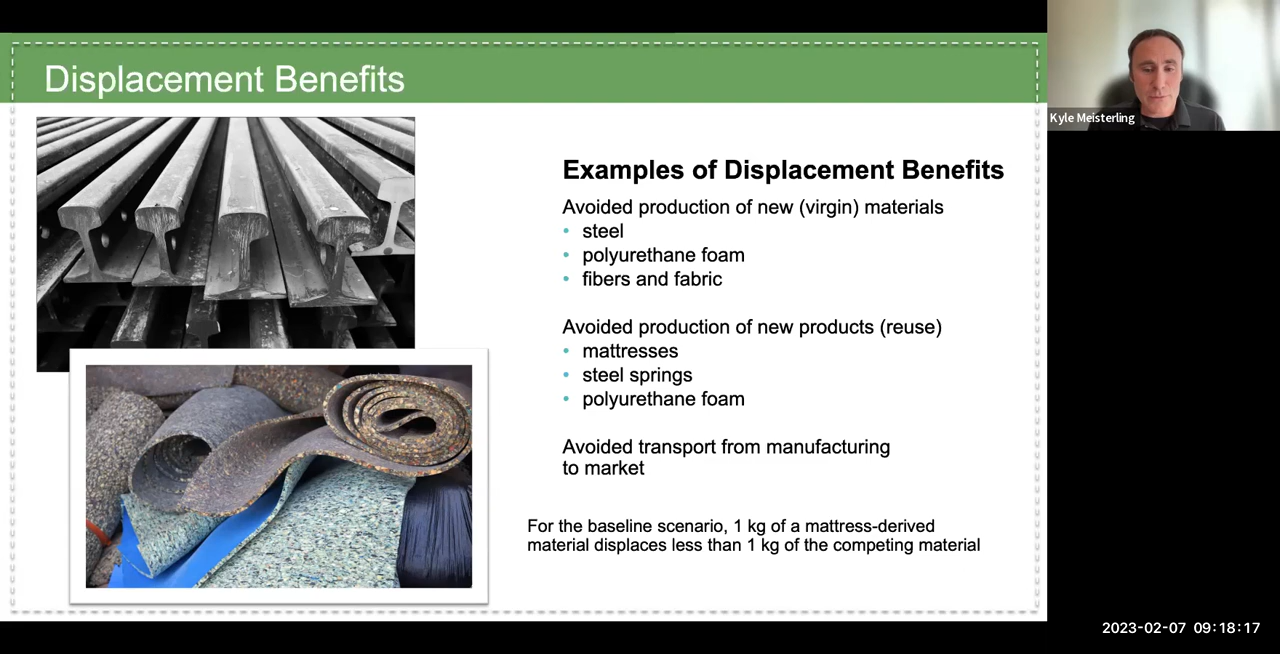 Displacement Benefits
Kyle Meisterling
Examples of Displacement Benefits
Avoided production of new (virgin) materials
• steel
• polyurethane foam
• fibers and fabric
Avoided production of new products (reuse)
• mattresses
• steel springs
• polyurethane foam
Avoided transport from manufacturing
to market
For the baseline scenario, 1 kg of a mattress-derived
material displaces less than 1 kg of the competing material
2023-02-07 09:18:17